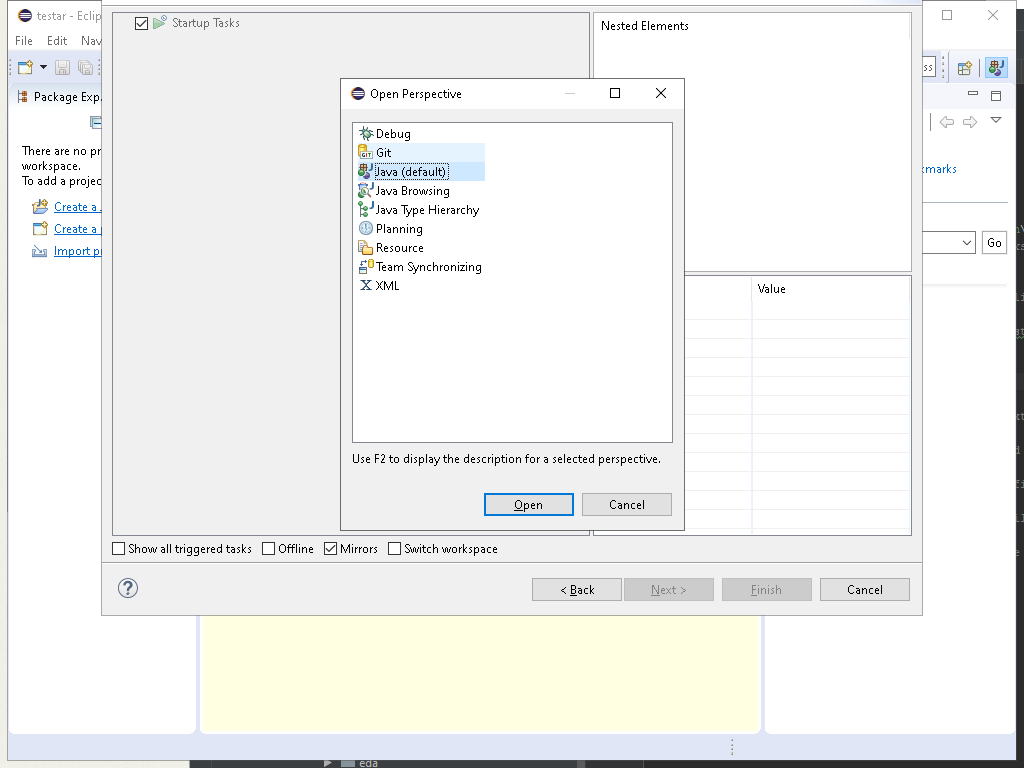 testar - Eclip
File Edit Nav
Startup Tasks
Nested Elements
ss
Package Exp
There are no pr
workspace.
To add a projec
Create a
Create a
Import p
Open Perspective
Debug
Git
GIT
Java (default)
Java Browsing
Java Type Hierarchy
Planning
Resource
Team Synchronizing
XML
Use F2 to display the description for a selected perspective.
Open Cancel
kmarks
Go
Value
Show all triggered tasks Offline Mirrors Switch workspace
?
< Back Next > Finish Cancel
eda